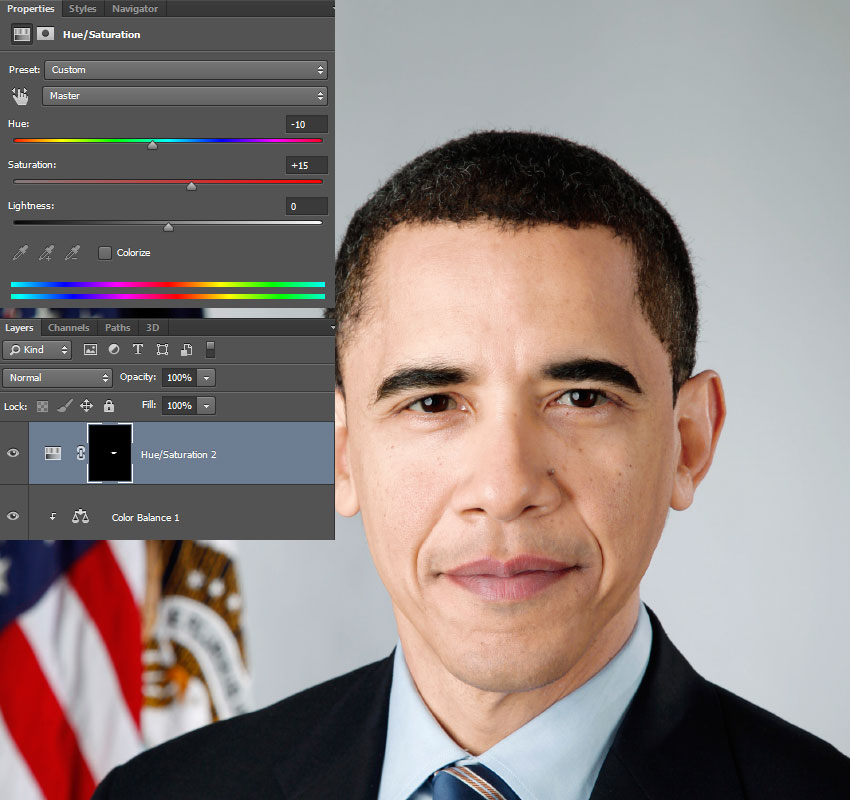 Properties Styles Navigator
Hue/Saturation
Preset: Custom
Master
Hue: -10
Saturation: +15
Lightness: 0
Colorize
Layers Channels Paths 3D
Kind
Normal Opacity: 100%
Lock: Fill: 100%
Hue/Saturation 2
Color Balance 1